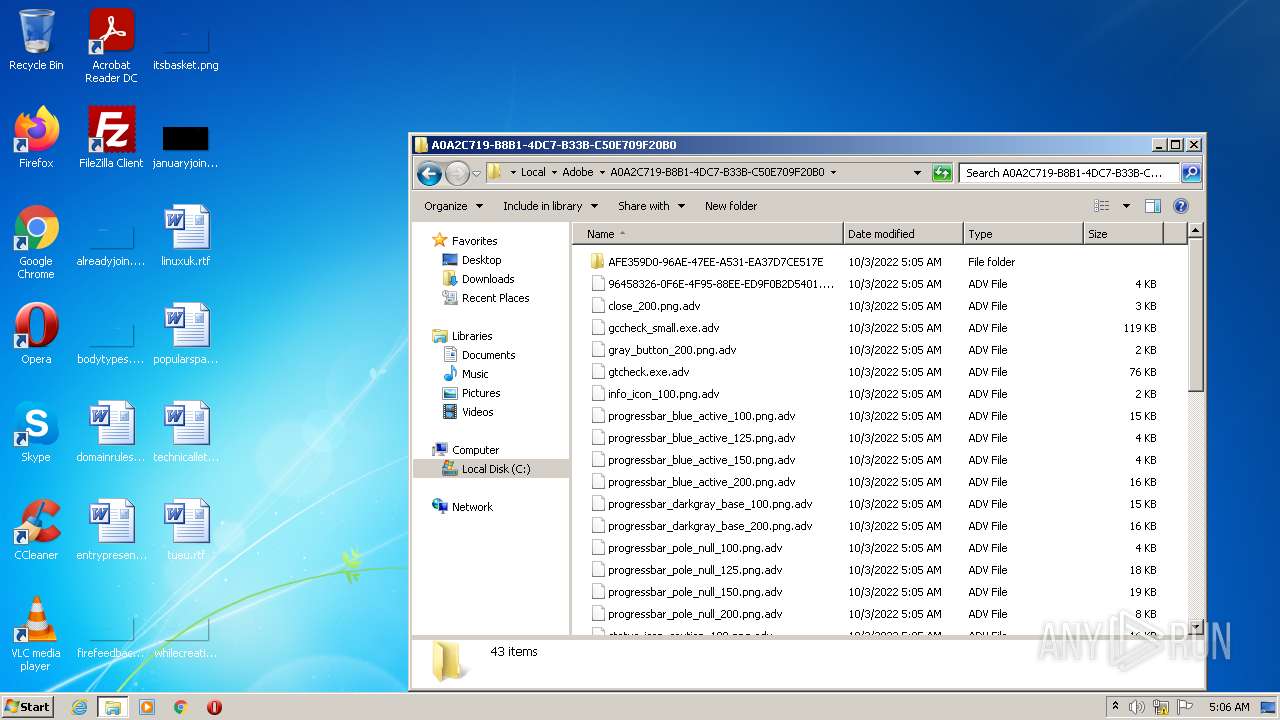 Recycle Bin
Acrobat
Reader DC
itsbasket.png
Firefox
FileZilla Client
januaryjoin...
Google
Chrome
alreadyjoin....
linuxuk.rtf
Opera
bodytypes....
popularspa...
Skype
domainrules...
technicallet...
CCleaner
entrypresen...
tueu.rtf
VLC media
player
firefeedbac...
whilecreati...
A0A2C719-B8B1-4DC7-B33B-C50E709F20B0
Local
Adobe
A0A2C719-B8B1-4DC7-B33B-C50E709F20B0
Search A0A2C719-B8B1-4DC7-B33B-C...
Organize
Include in library
Share with
New folder
Favorites
Desktop
Downloads
Recent Places
Libraries
Documents
Music
Pictures
Videos
Computer
Local Disk (C:)
Network
Name Date modified Type Size
AFE359D0-96AE-47EE-A531-EA37D7CE517E 10/3/2022 5:05 AM File folder
96458326-0F6E-4F95-88EE-ED9F0B2D5401.... 10/3/2022 5:05 AM ADV File 4 KB
close_200.png.adv 10/3/2022 5:05 AM ADV File 3 KB
gccheck_small.exe.adv 10/3/2022 5:05 AM ADV File 119 KB
gray_button_200.png.adv 10/3/2022 5:05 AM ADV File 2 KB
gtcheck.exe.adv 10/3/2022 5:05 AM ADV File 76 KB
info_icon_100.png.adv 10/3/2022 5:05 AM ADV File 2 KB
progressbar_blue_active_100.png.adv 10/3/2022 5:05 AM ADV File 15 KB
progressbar_blue_active_125.png.adv 10/3/2022 5:05 AM ADV File 4 KB
progressbar_blue_active_150.png.adv 10/3/2022 5:05 AM ADV File 4 KB
progressbar_blue_active_200.png.adv 10/3/2022 5:05 AM ADV File 16 KB
progressbar_darkgray_base_100.png.adv 10/3/2022 5:05 AM ADV File 15 KB
progressbar_darkgray_base_200.png.adv 10/3/2022 5:05 AM ADV File 16 KB
progressbar_pole_null_100.png.adv 10/3/2022 5:05 AM ADV File 4 KB
progressbar_pole_null_125.png.adv 10/3/2022 5:05 AM ADV File 18 KB
progressbar_pole_null_150.png.adv 10/3/2022 5:05 AM ADV File 19 KB
progressbar_pole_null_200.png.adv 10/3/2022 5:05 AM ADV File 8 KB
43 items
ANY RUN
Start
5:06 AM